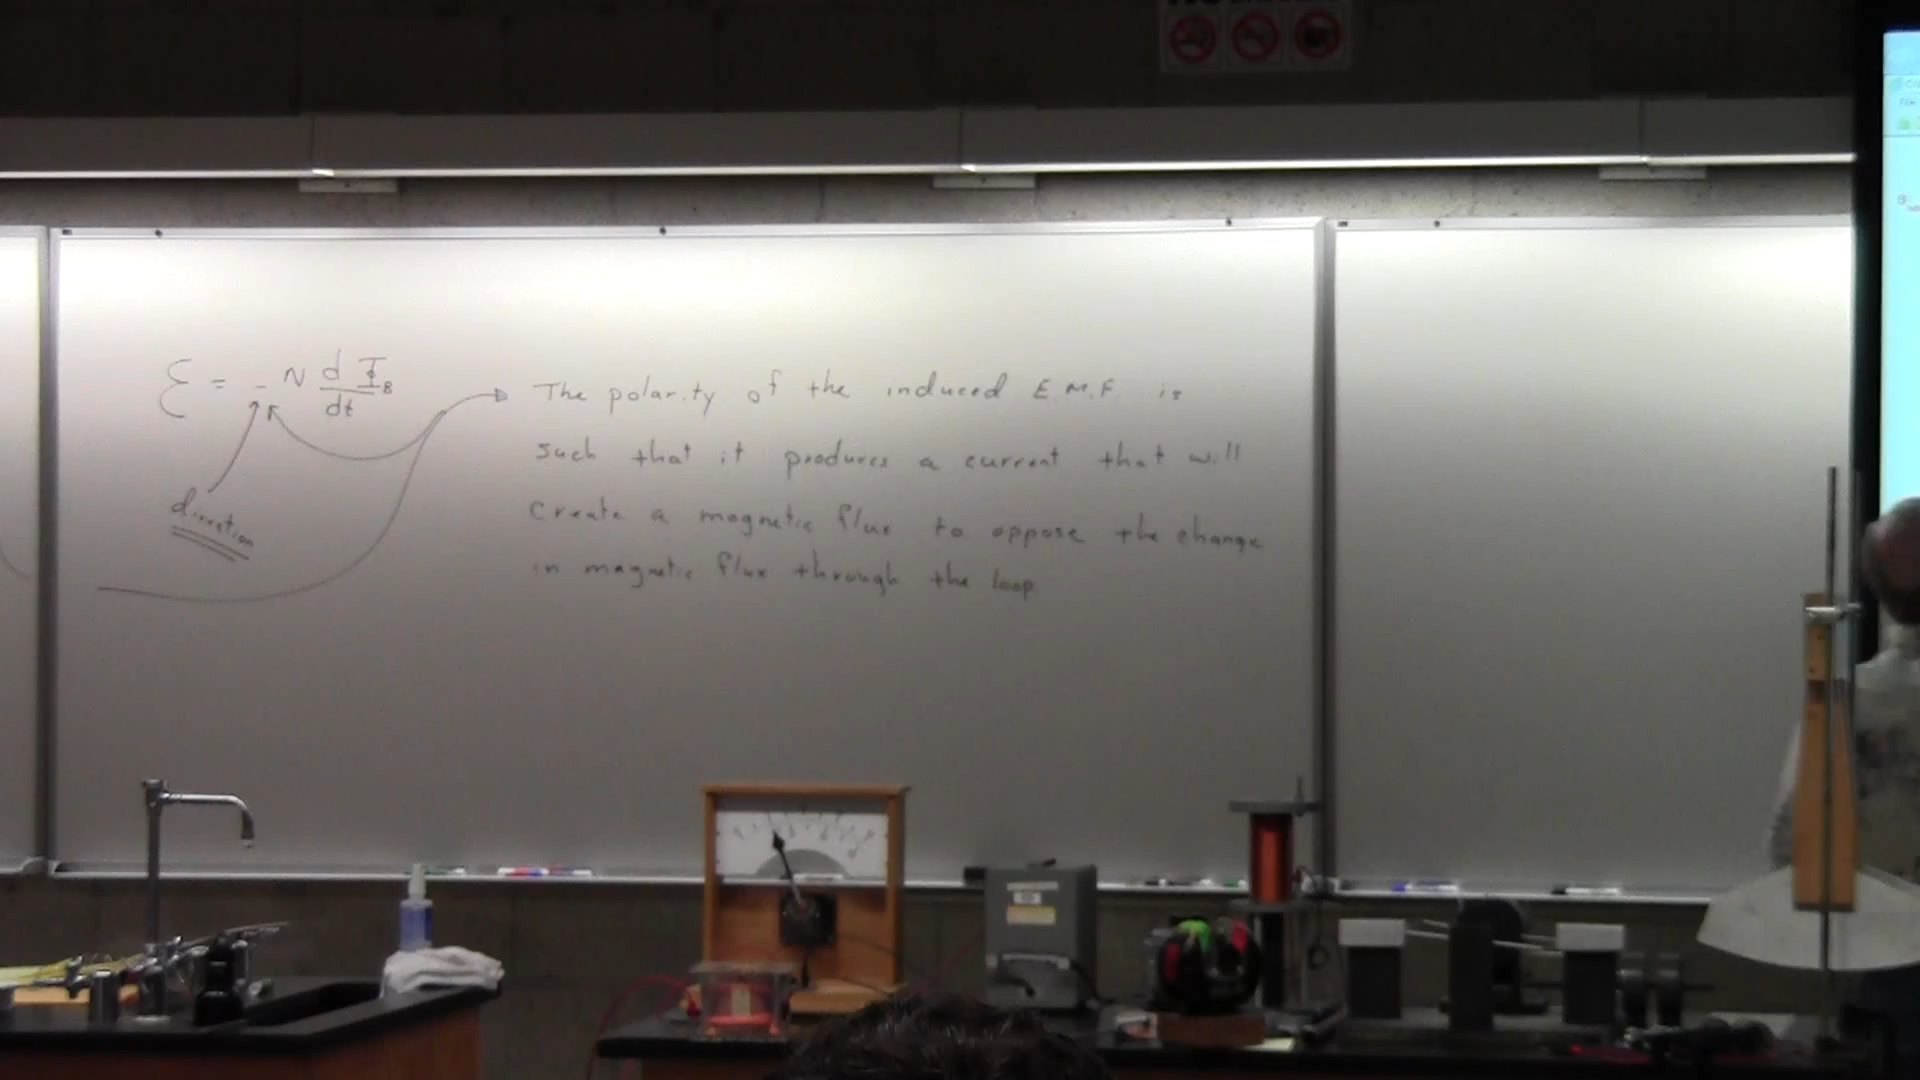 ℰ = - N dΦ_B/dt
direction
The polarity of the induced E.M.F is
such that it produces a current that will
create a magnetic flux to oppose the change
in magnetic flux through the loop